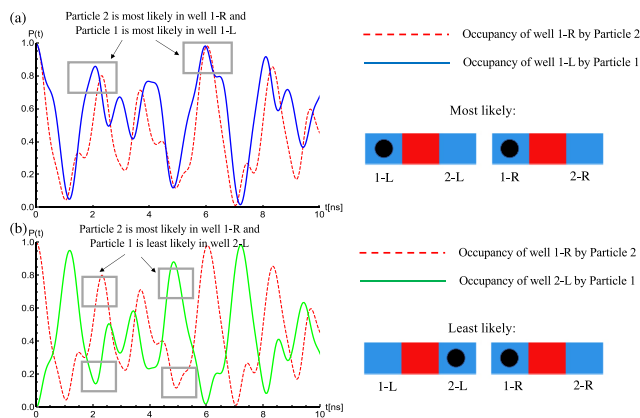 (a)
Particle 2 is most likely in well 1-R and
Particle 1 is most likely in well 1-L
P(t)
1.0
0.8
0.6
0.4
0.2
0.0
0 2 4 6 8 10
t[ns]
Occupancy of well 1-R by Particle 2
Occupancy of well 1-L by Particle 1
Most likely:
1-L 2-L 1-R 2-R
(b)
Particle 2 is most likely in well 1-R and
Particle 1 is least likely in well 2-L
P(t)
1.0
0.8
0.6
0.4
0.2
0.0
0 2 4 6 8 10
t[ns]
Occupancy of well 1-R by Particle 2
Occupancy of well 2-L by Particle 1
Least likely:
1-L 2-L 1-R 2-R